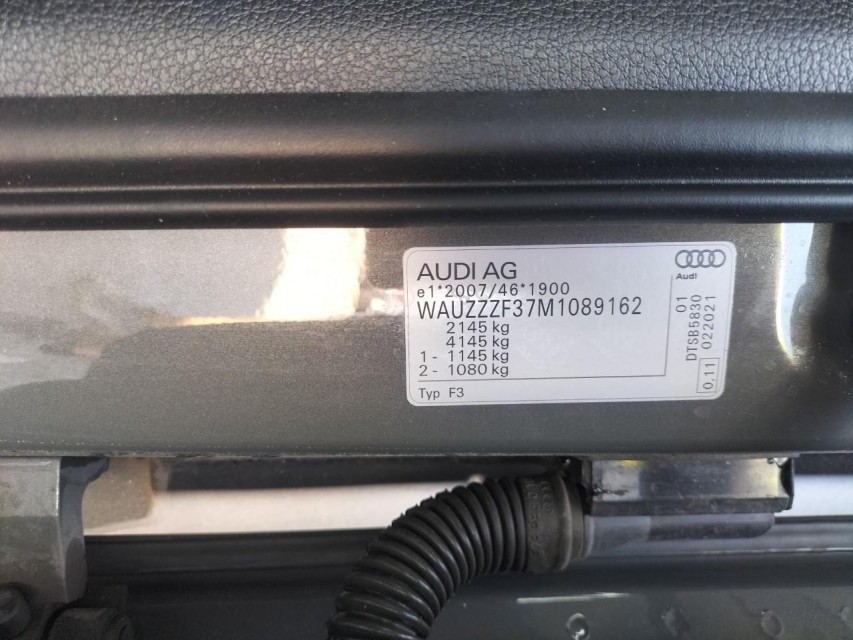 AUDI AG
e1*2007/46*1900
WAUZZZF37M1089162
2145 kg
4145 kg
1 - 1145 kg
2 - 1080 kg
Typ F3
Audi
DTSB5830 01
0.11 022021